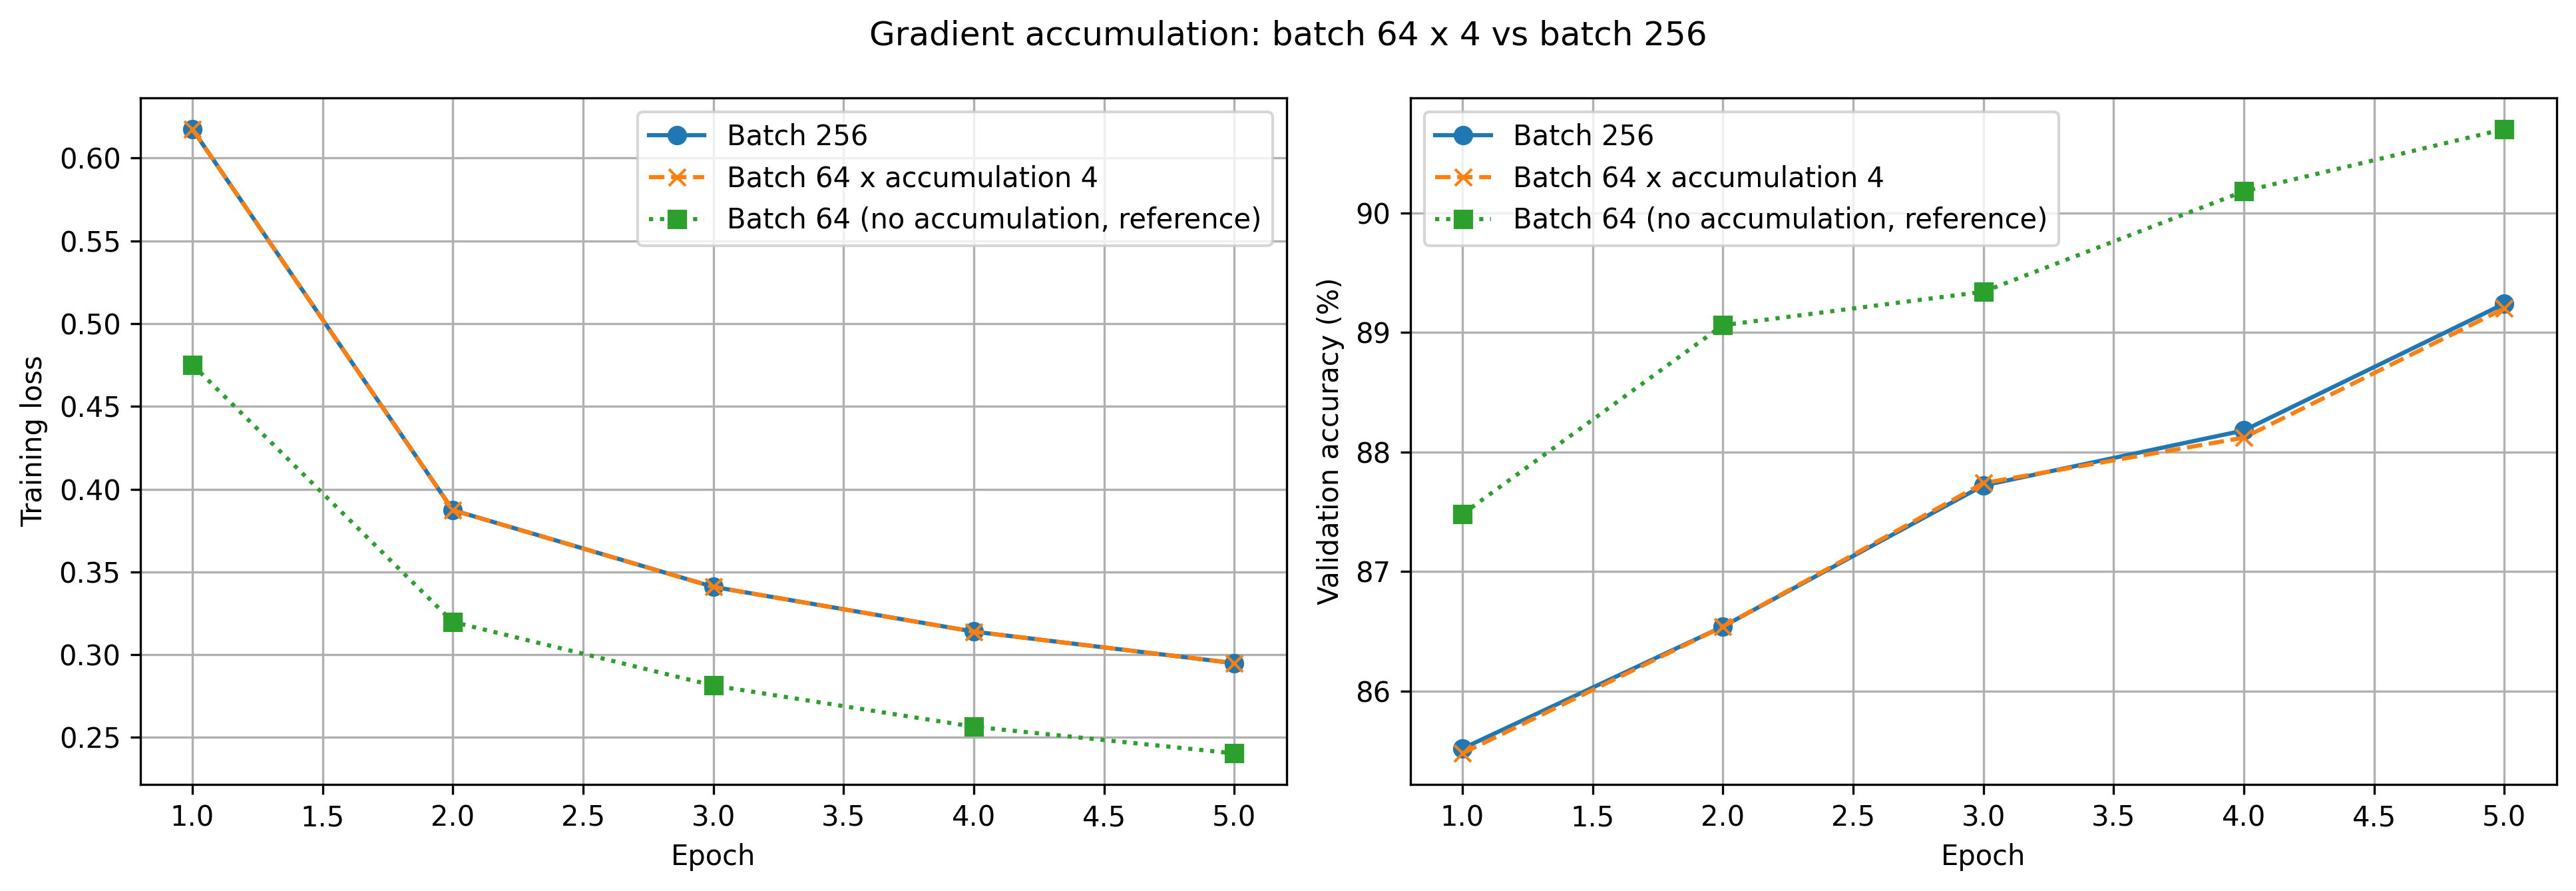 Gradient accumulation: batch 64 x 4 vs batch 256
Training loss
0.60
0.55
0.50
0.45
0.40
0.35
0.30
0.25
Batch 256
Batch 64 x accumulation 4
Batch 64 (no accumulation, reference)
1.0 1.5 2.0 2.5 3.0 3.5 4.0 4.5 5.0
Epoch
Validation accuracy (%)
90
89
88
87
86
Batch 256
Batch 64 x accumulation 4
Batch 64 (no accumulation, reference)
1.0 1.5 2.0 2.5 3.0 3.5 4.0 4.5 5.0
Epoch